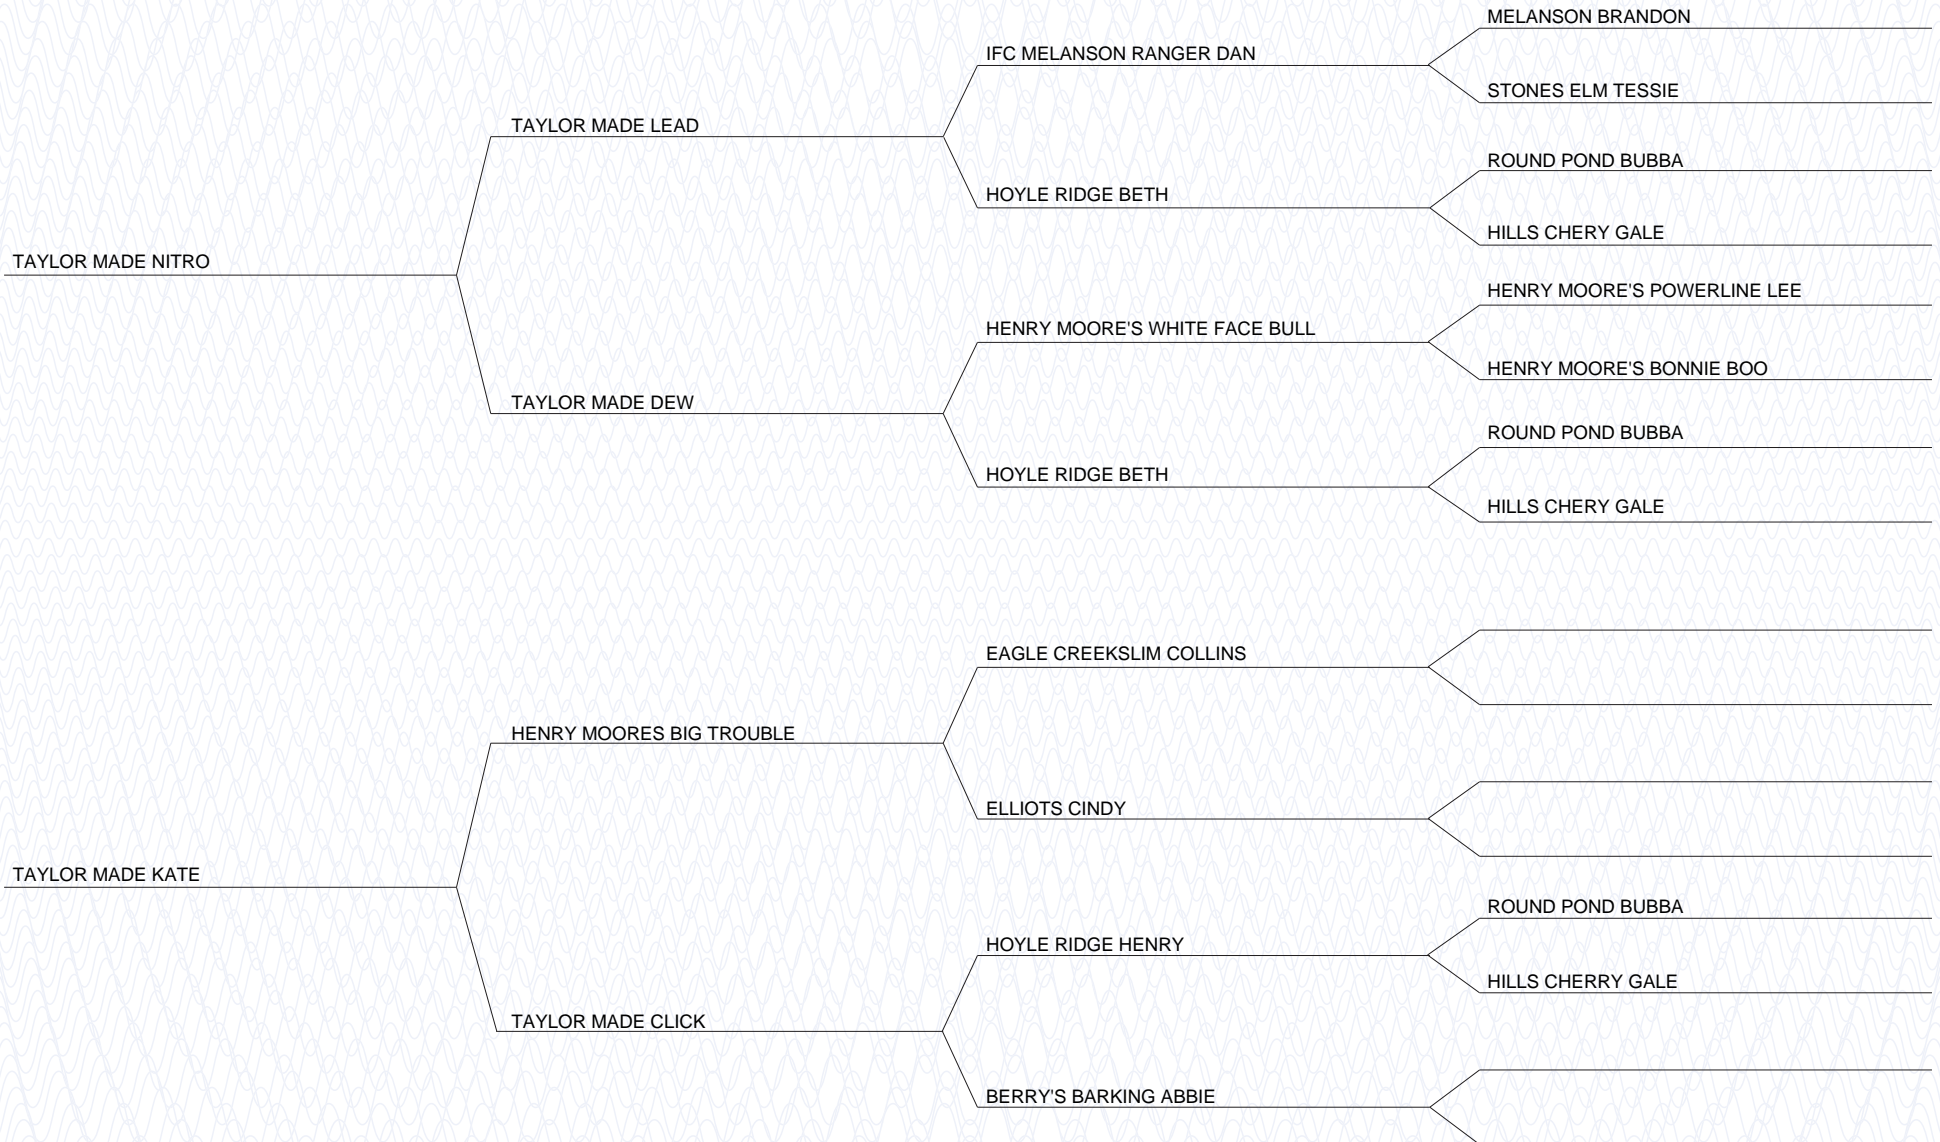 MELANSON BRANDON
IFC MELANSON RANGER DAN
STONES ELM TESSIE
TAYLOR MADE LEAD
ROUND POND BUBBA
HOYLE RIDGE BETH
HILLS CHERY GALE
TAYLOR MADE NITRO
HENRY MOORE'S POWERLINE LEE
HENRY MOORE'S WHITE FACE BULL
HENRY MOORE'S BONNIE BOO
TAYLOR MADE DEW
ROUND POND BUBBA
HOYLE RIDGE BETH
HILLS CHERY GALE
EAGLE CREEKSLIM COLLINS
HENRY MOORES BIG TROUBLE
ELLIOTS CINDY
TAYLOR MADE KATE
ROUND POND BUBBA
HOYLE RIDGE HENRY
HILLS CHERRY GALE
TAYLOR MADE CLICK
BERRY'S BARKING ABBIE